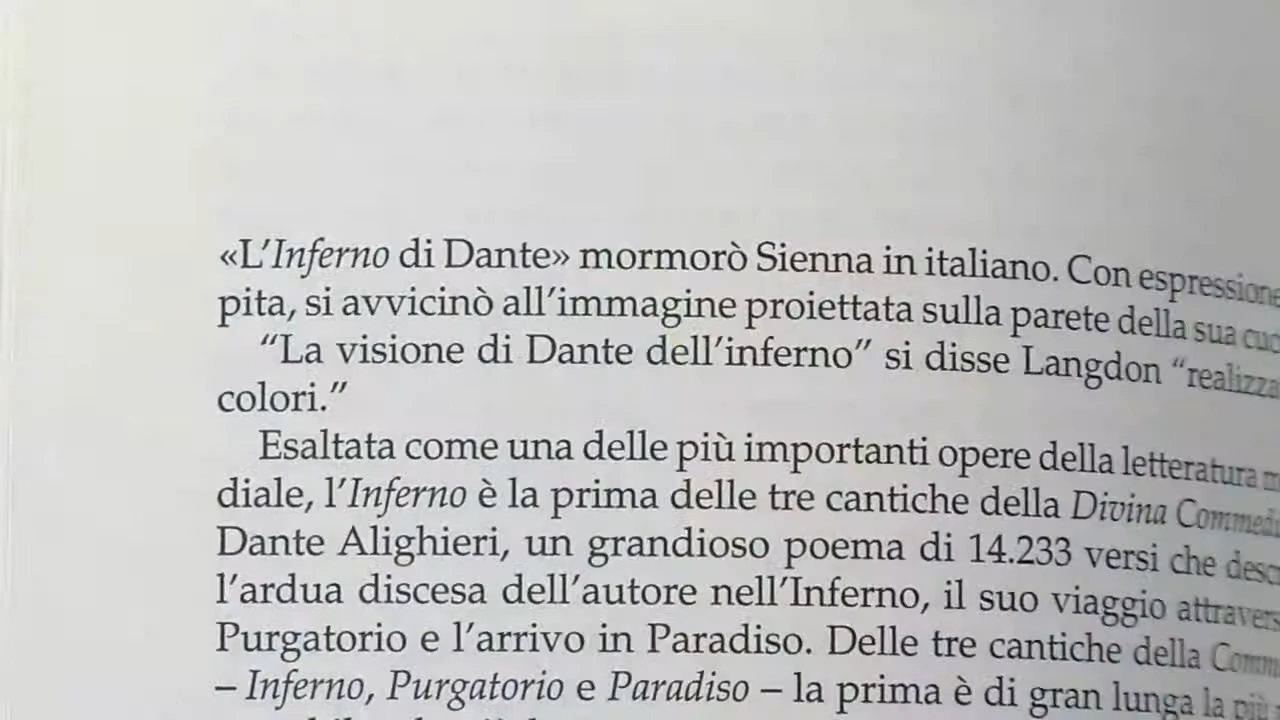 «L'Inferno di Dante» mormorò Sienna in italiano. Con espressione
pita, si avvicinò all'immagine proiettata sulla parete della sua
"La visione di Dante dell'inferno" si disse Langdon "realizza
colori."
Esaltata come una delle più importanti opere della letteratura
diale, l'Inferno è la prima delle tre cantiche della Divina
Dante Alighieri, un grandioso poema di 14.233 versi che
l'ardua discesa dell'autore nell'Inferno, il suo viaggio
Purgatorio e l'arrivo in Paradiso. Delle tre cantiche della
– Inferno, Purgatorio e Paradiso – la prima è di gran lunga la più